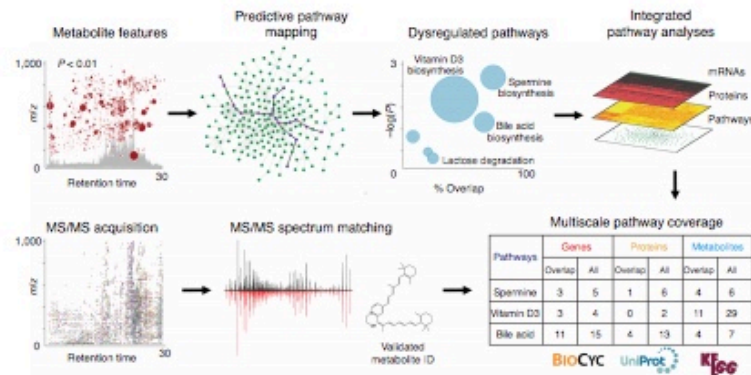 Metabolite features
1,000
P < 0.01
m/z
0
Retention time
30
Predictive pathway
mapping
Dysregulated pathways
3
Vitamin D3
biosynthesis
Spermine
biosynthesis
Bile acid
biosynthesis
Lactose degradation
–log(P)
0
% Overlap
100
Integrated
pathway analyses
mRNAs
Proteins
Pathways
MS/MS acquisition
1,000
m/z
0
Retention time
30
MS/MS spectrum matching
Validated
metabolite ID
Multiscale pathway coverage
Pathways Genes Proteins Metabolites
Overlap All Overlap All Overlap All
Spermine 3 5 1 6 4 6
Vitamin D3 3 4 0 2 11 29
Bile acid 11 15 4 13 4 7
BIOCYC UniProt KEGG